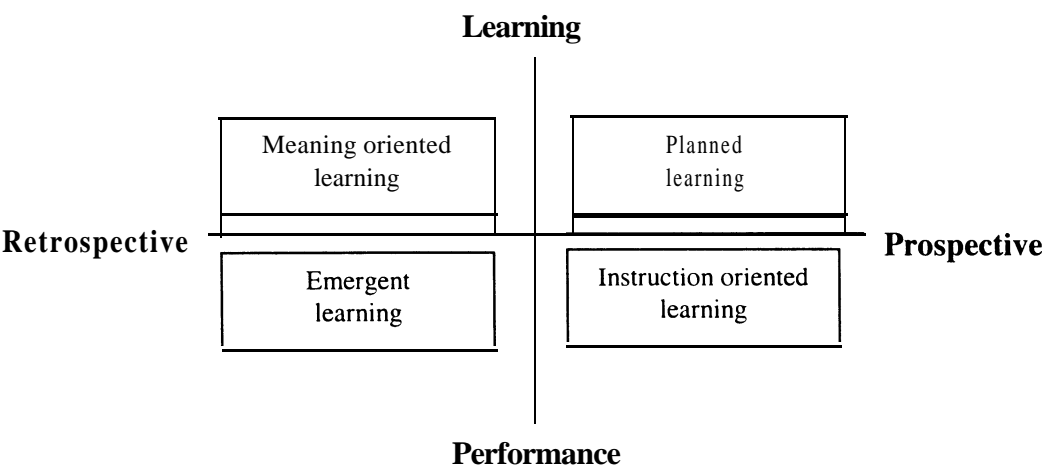 Learning
Meaning oriented
learning
Planned
learning
Retrospective
Prospective
Emergent
learning
Instruction oriented
learning
Performance